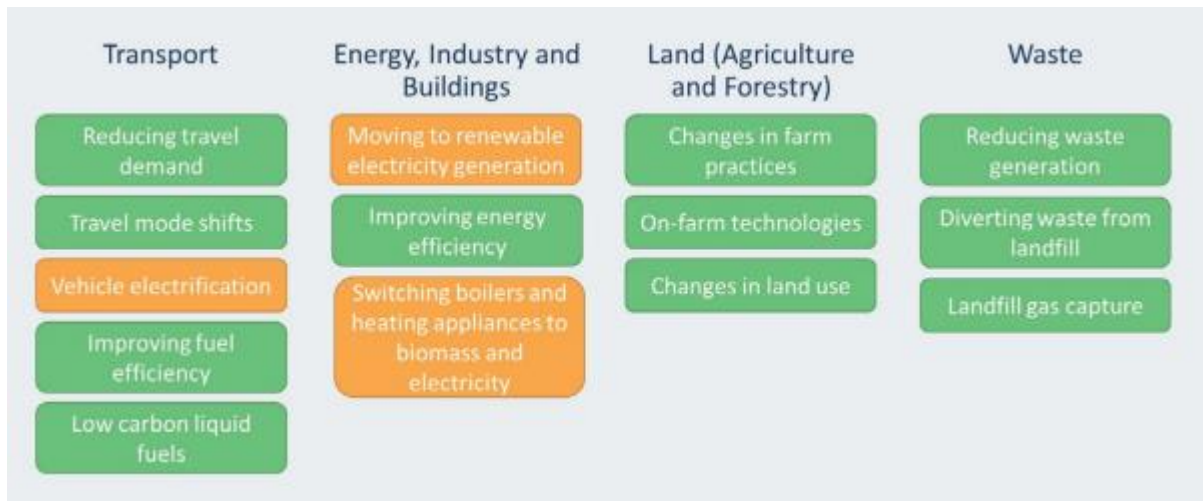 Transport
Reducing travel
demand
Travel mode shifts
Vehicle electrification
Improving fuel
efficiency
Low carbon liquid
fuels
Energy, Industry and
Buildings
Moving to renewable
electricity generation
Improving energy
efficiency
Switching boilers and
heating appliances to
biomass and
electricity
Land (Agriculture
and Forestry)
Changes in farm
practices
On-farm technologies
Changes in land use
Waste
Reducing waste
generation
Diverting waste from
landfill
Landfill gas capture